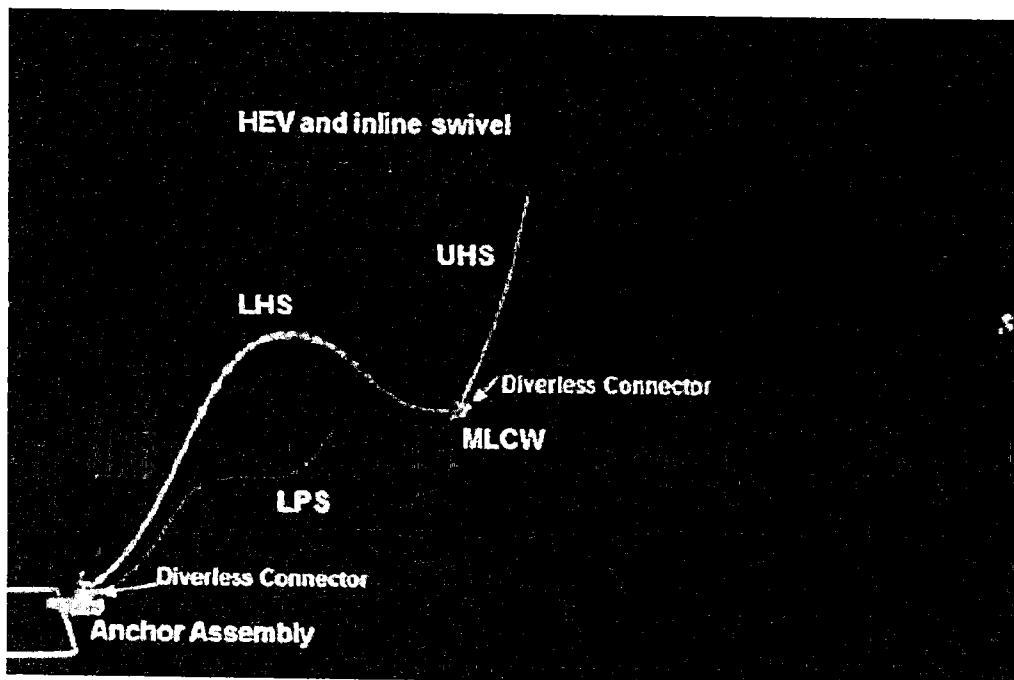 HEV and inline swivel
UHS
LHS
Diverless Connector
MLCW
LPS
Diverless Connector
Anchor Assembly